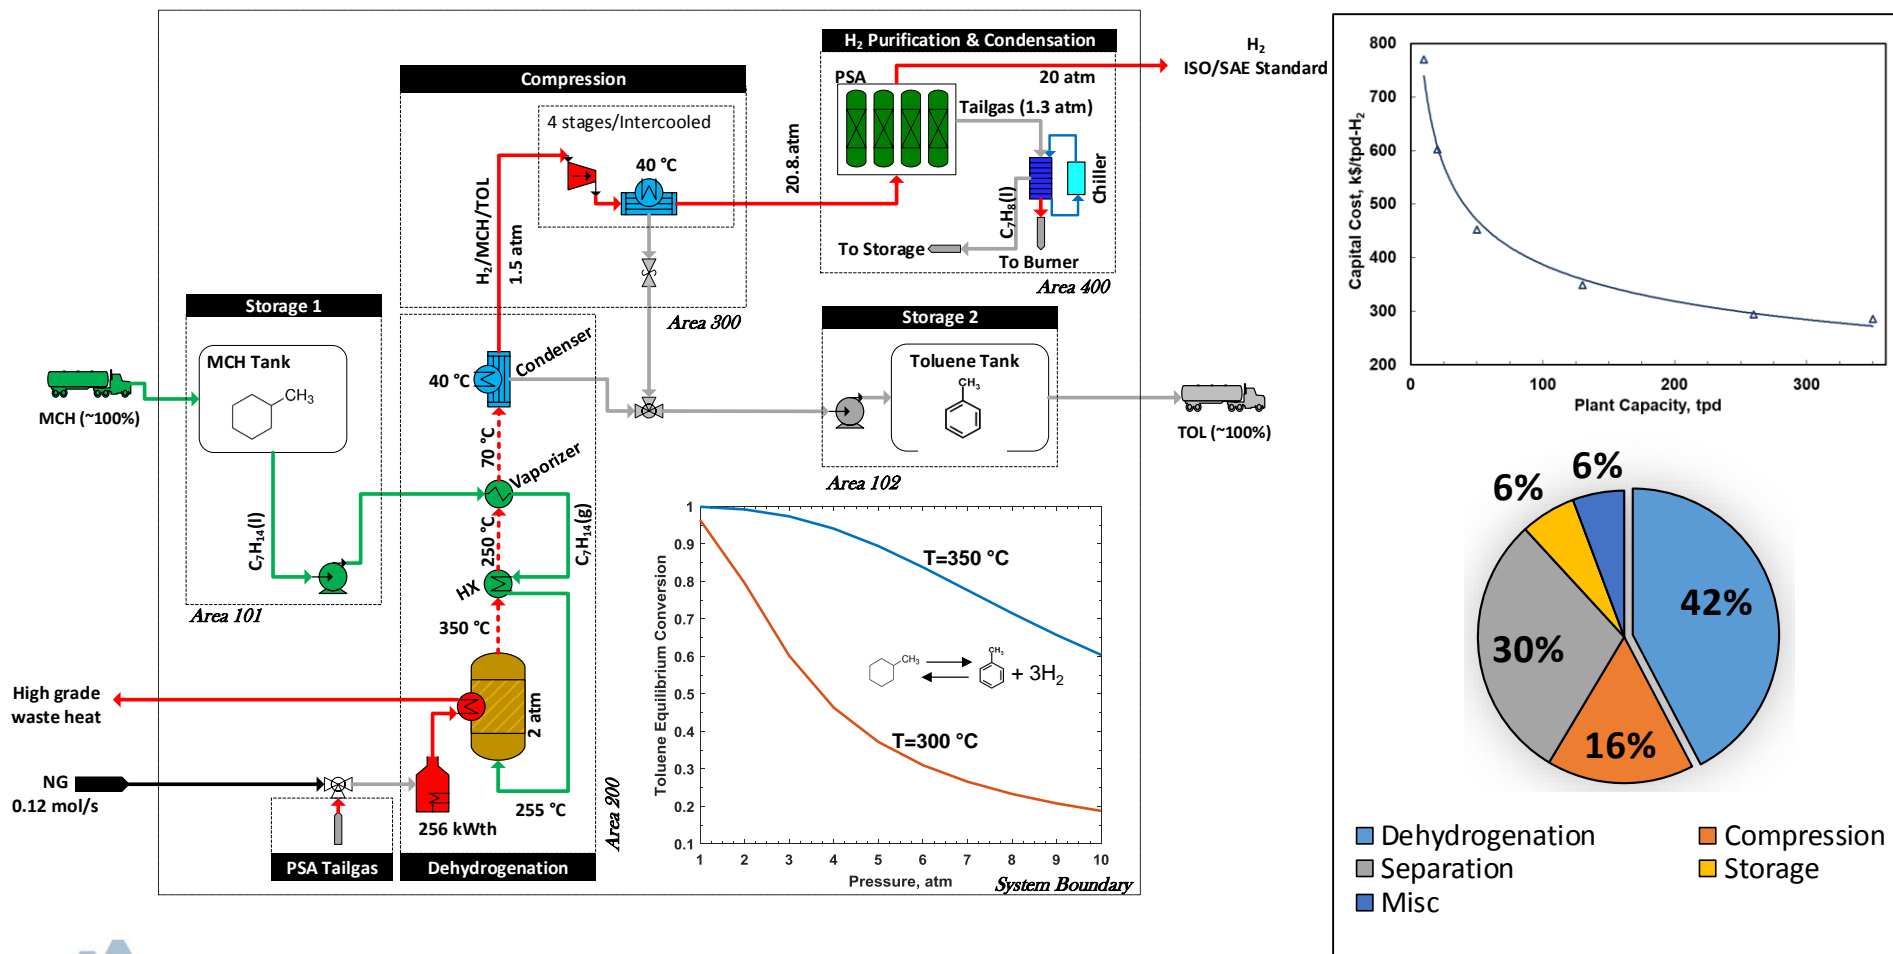 H2 Purification & Condensation
H2
ISO/SAE Standard
PSA
20 atm
Tailgas (1.3 atm)
C7H8(l)
Chiller
To Storage
To Burner
Area 400
Compression
4 stages/Intercooled
40 °C
20.8.atm
H2/MCH/TOL
1.5 atm
Area 300
Storage 1
MCH Tank
CH3
MCH (~100%)
C7H14(l)
Area 101
Storage 2
Toluene Tank
CH3
TOL (~100%)
Area 102
Condenser
40 °C
70 °C
Vaporizer
250 °C
C7H14(g)
HX
350 °C
2 atm
255 °C
256 kWth
Area 200
Dehydrogenation
High grade
waste heat
NG
0.12 mol/s
PSA Tailgas
Toluene Equilibrium Conversion
1
0.9
0.8
0.7
0.6
0.5
0.4
0.3
0.2
0.1
T=350 °C
T=300 °C
CH3
CH3
+ 3H2
1 2 3 4 5 6 7 8 9 10
Pressure, atm
System Boundary
Capital Cost, k$/tpd-H2
800
700
600
500
400
300
200
0 100 200 300
Plant Capacity, tpd
6%
6%
42%
30%
16%
Dehydrogenation
Compression
Separation
Storage
Misc